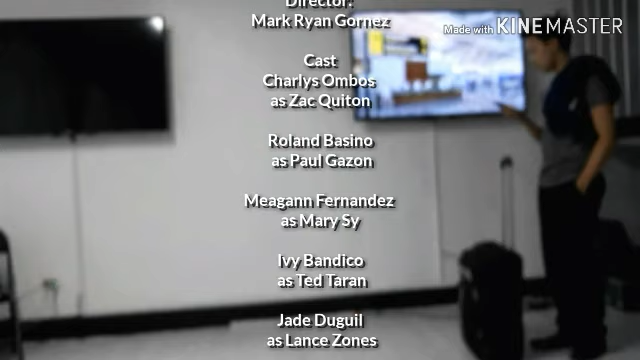 Director:
Mark Ryan Gomez
Made with KINEMASTER
Cast
Charlys Ombos
as Zac Quiton
Roland Basino
as Paul Gazon
Meagann Fernandez
as Mary Sy
Ivy Bandico
as Ted Taran
Jade Duguil
as Lance Zones